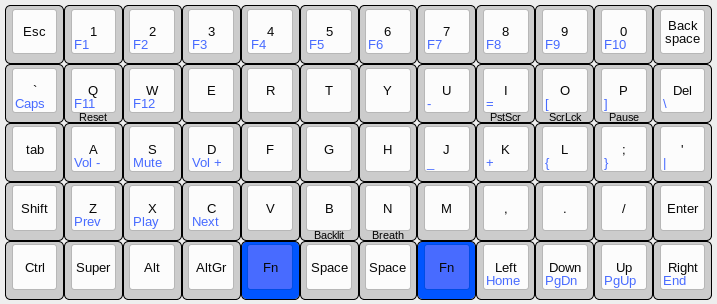 Esc 1 2 3 4 5 6 7 8 9 0 Back space
F1 F2 F3 F4 F5 F6 F7 F8 F9 F10
` Q W E R T Y U I O P Del
Caps F11 F12 - = [ ] \
Reset PstScr ScrLck Pause
tab A S D F G H J K L ; '
Vol - Mute Vol + _ + { } |
Shift Z X C V B N M , . / Enter
Prev Play Next
Backlit Breath
Ctrl Super Alt AltGr Fn Space Space Fn Left Down Up Right
Home PgDn PgUp End